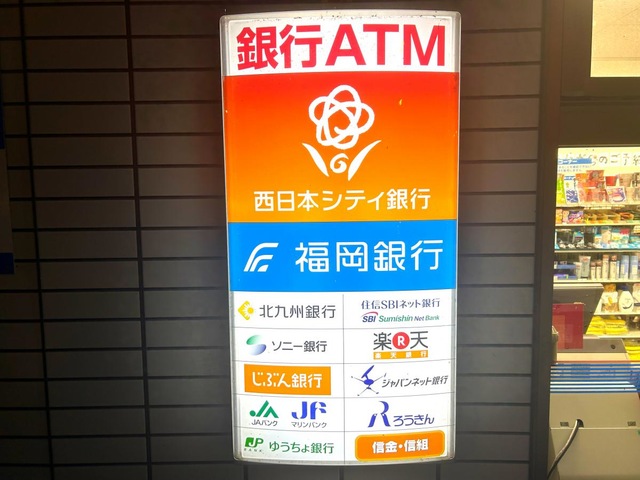 銀行ATM
西日本シティ銀行
福岡銀行
北九州銀行
住信SBIネット銀行
SBI Sumishin Net Bank
ソニー銀行
楽R天
楽天銀行
じぶん銀行
ジャパンネット銀行
JA
JAバンク
JF
マリンバンク
Rろうきん
JP
BANK
ゆうちょ銀行
信金・信組